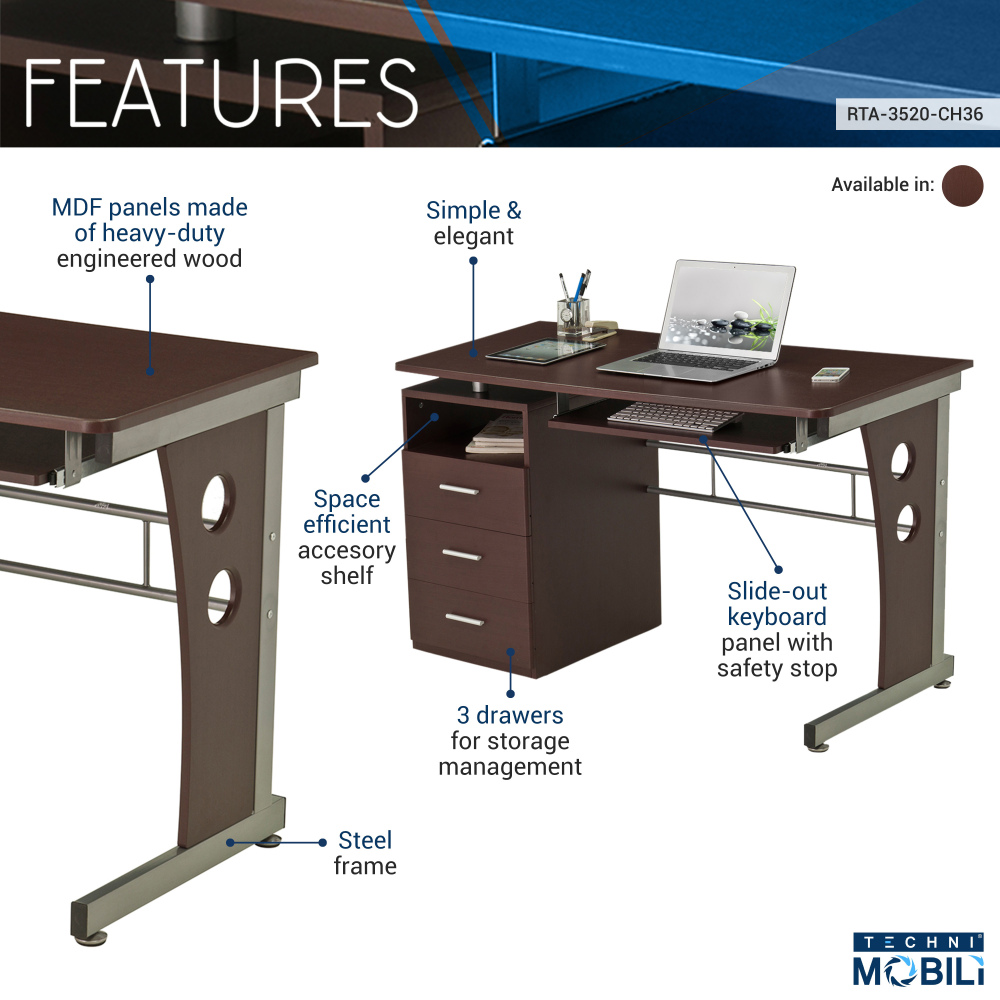 FEATURES
RTA-3520-CH36
Available in:
MDF panels made
of heavy-duty
engineered wood
Simple &
elegant
Space
efficient
accesory
shelf
Slide-out
keyboard
panel with
safety stop
3 drawers
for storage
management
Steel
frame
TECHNI®
MOBILI